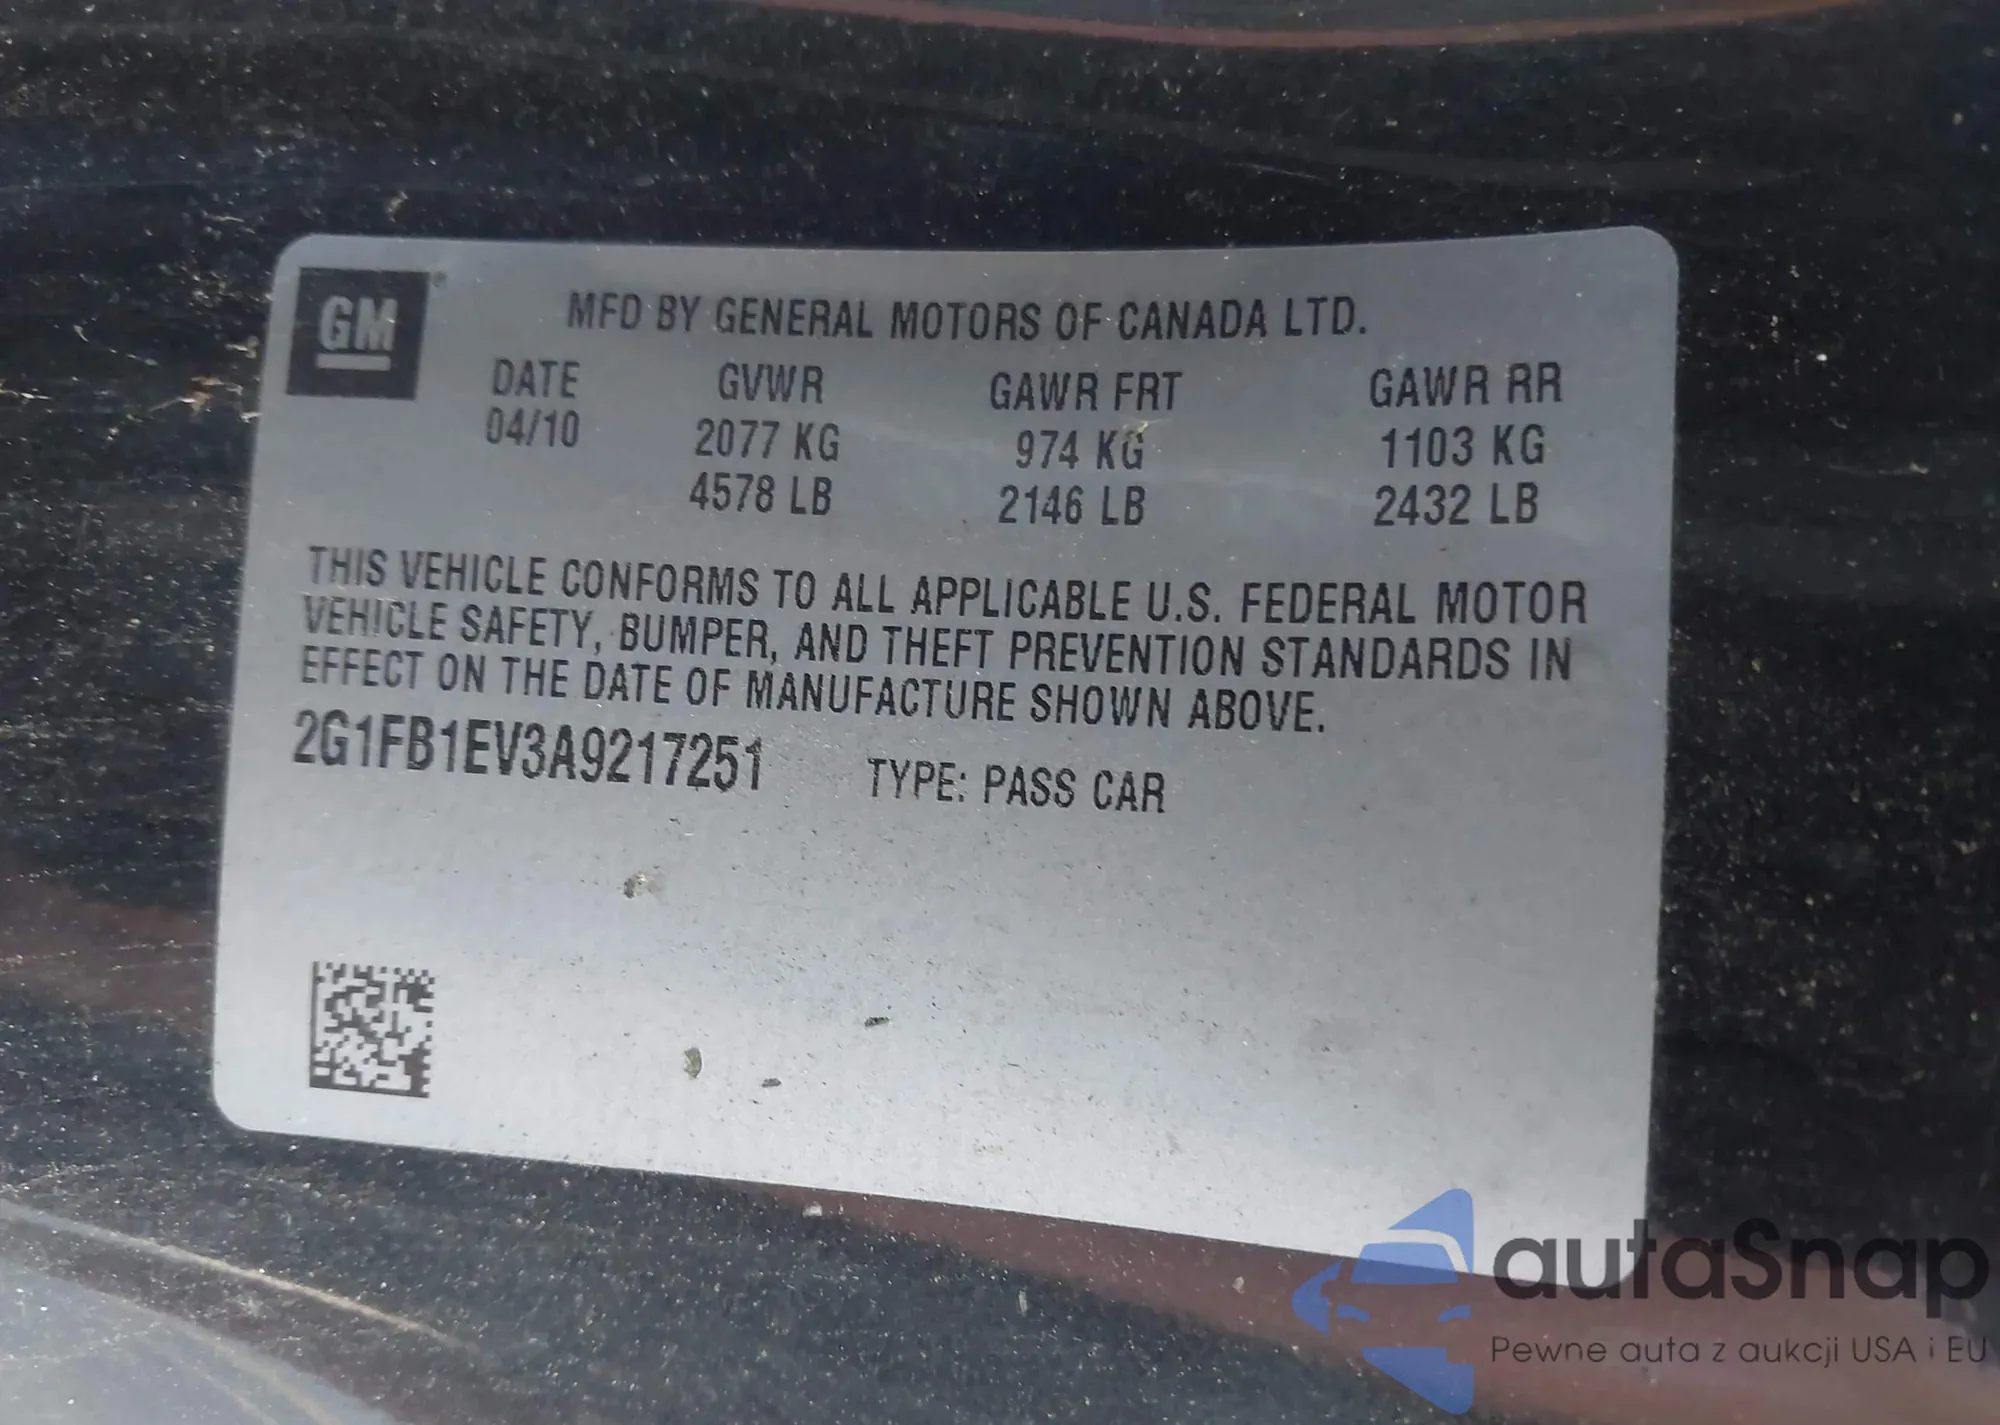 GM
MFD BY GENERAL MOTORS OF CANADA LTD.
DATE GVWR GAWR FRT GAWR RR
04/10 2077 KG 974 KG 1103 KG
4578 LB 2146 LB 2432 LB
THIS VEHICLE CONFORMS TO ALL APPLICABLE U.S. FEDERAL MOTOR
VEHICLE SAFETY, BUMPER, AND THEFT PREVENTION STANDARDS IN
EFFECT ON THE DATE OF MANUFACTURE SHOWN ABOVE.
2G1FB1EV3A9217251 TYPE: PASS CAR
autaSnap
Pewne auta z aukcji USA i EU